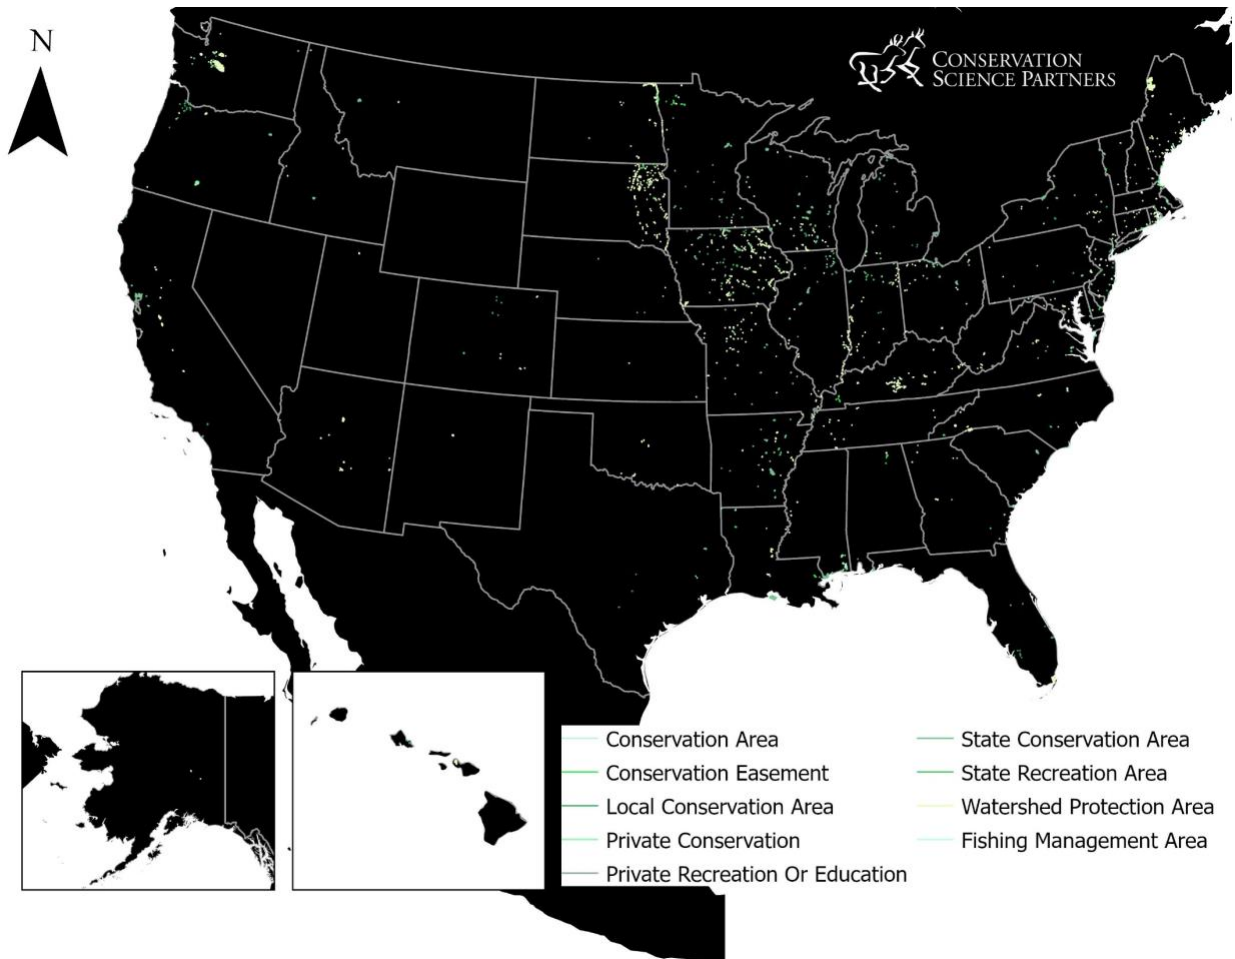 N
CONSERVATION
SCIENCE PARTNERS
Conservation Area
Conservation Easement
Local Conservation Area
Private Conservation
Private Recreation Or Education
State Conservation Area
State Recreation Area
Watershed Protection Area
Fishing Management Area